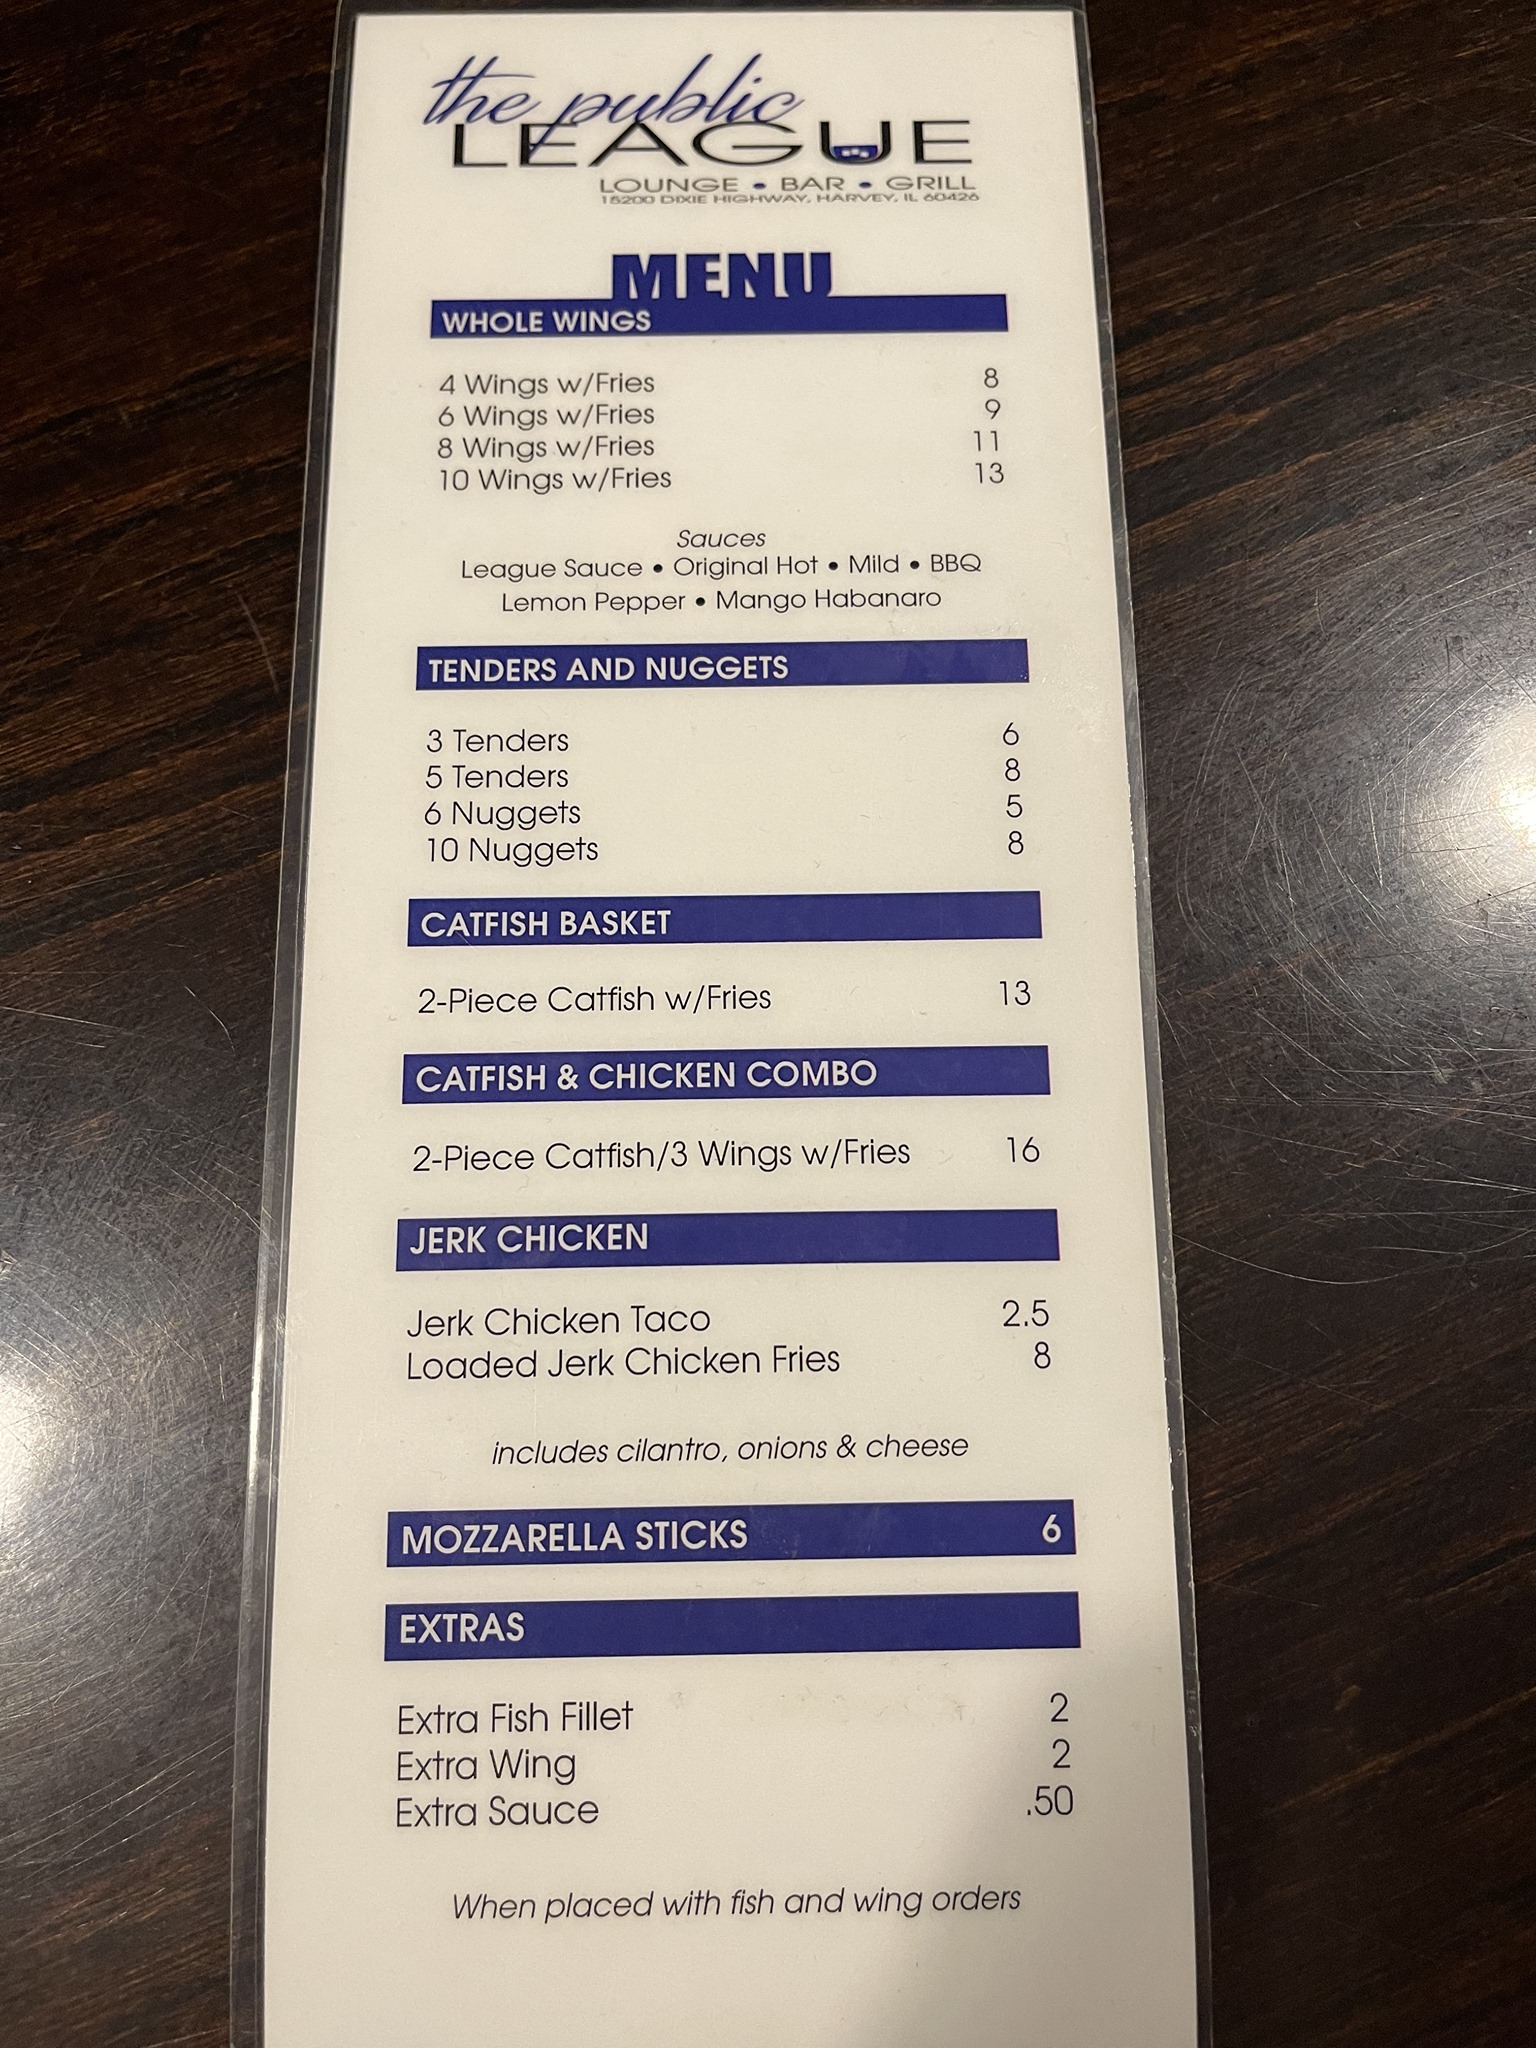 the public
LEAGUE
LOUNGE • BAR • GRILL
15200 DIXIE HIGHWAY, HARVEY, IL 60426
MENU
WHOLE WINGS
4 Wings w/Fries 8
6 Wings w/Fries 9
8 Wings w/Fries 11
10 Wings w/Fries 13
Sauces
League Sauce • Original Hot • Mild • BBQ
Lemon Pepper • Mango Habanaro
TENDERS AND NUGGETS
3 Tenders 6
5 Tenders 8
6 Nuggets 5
10 Nuggets 8
CATFISH BASKET
2-Piece Catfish w/Fries 13
CATFISH & CHICKEN COMBO
2-Piece Catfish/3 Wings w/Fries 16
JERK CHICKEN
Jerk Chicken Taco 2.5
Loaded Jerk Chicken Fries 8
includes cilantro, onions & cheese
MOZZARELLA STICKS 6
EXTRAS
Extra Fish Fillet 2
Extra Wing 2
Extra Sauce .50
When placed with fish and wing orders